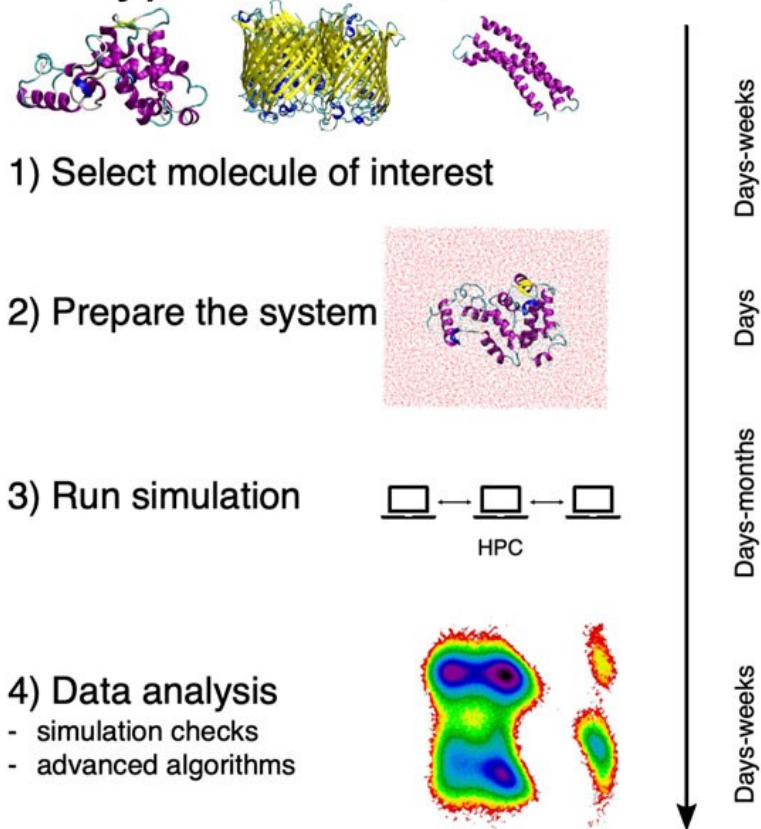 1) Select molecule of interest
Days-weeks
2) Prepare the system
Days
3) Run simulation
HPC
Days-months
4) Data analysis
- simulation checks
- advanced algorithms
Days-weeks